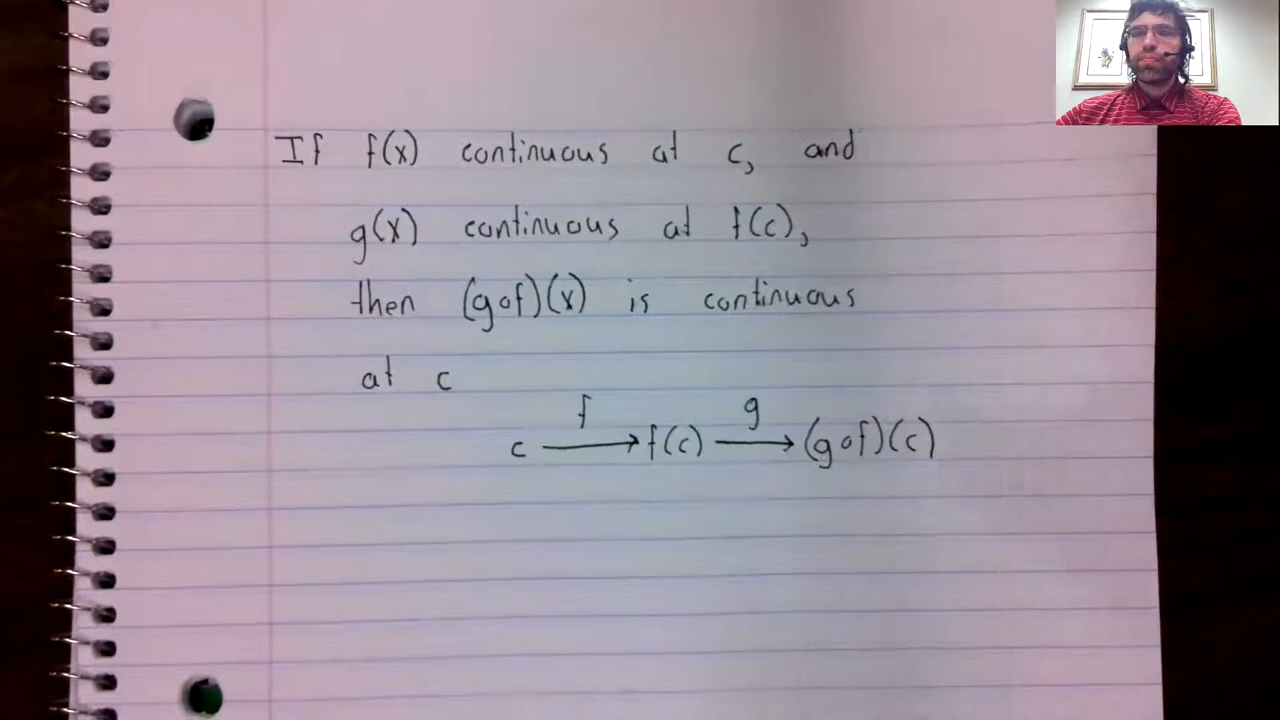 If f(x) continuous at c, and
g(x) continuous at f(c),
then (g∘f)(x) is continuous
at c
f g
c → f(c) → (g∘f)(c)